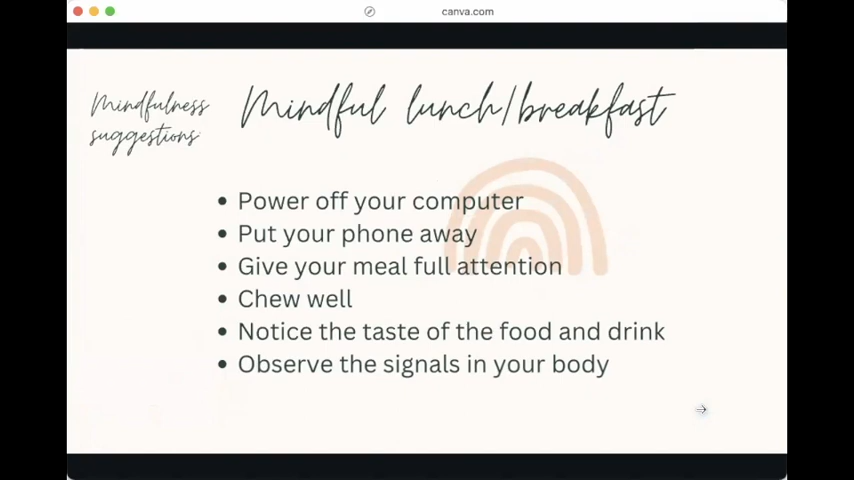 canva.com
Mindfulness
suggestions:
Mindful lunch/breakfast
• Power off your computer
• Put your phone away
• Give your meal full attention
• Chew well
• Notice the taste of the food and drink
• Observe the signals in your body